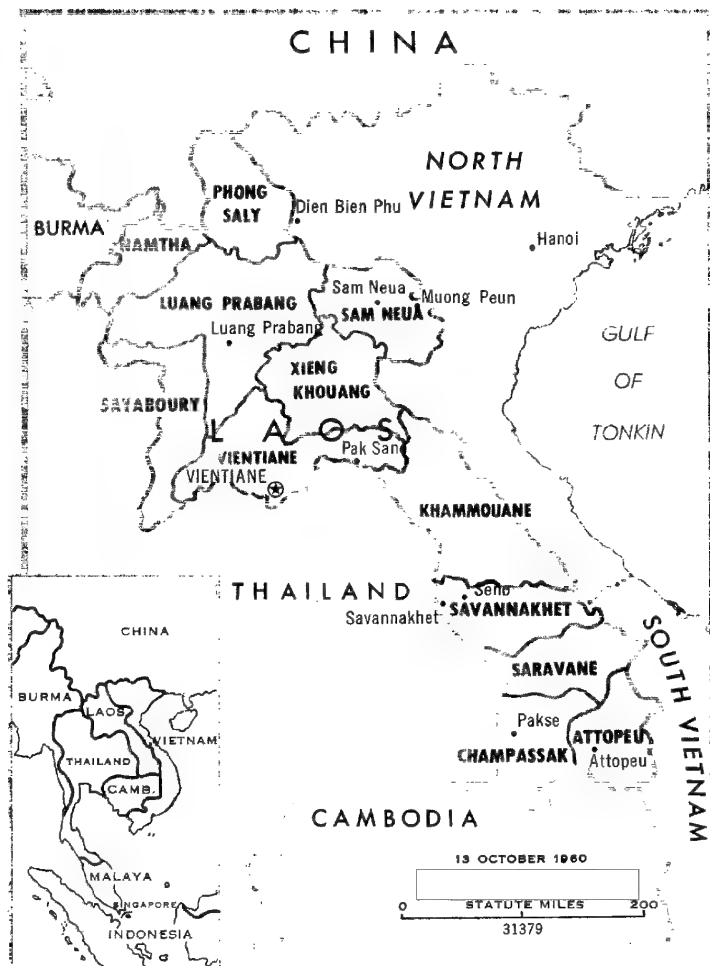 CHINA
NORTH
VIETNAM
PHONG
SALY
Dien Bien Phu
BURMA
NAMTHA
Hanoi
Sam Neua
Muong Peun
LUANG PRABANG
SAM NEUA
Luang Prabang
GULF
OF
TONKIN
XIENG
KHOUANG
SAYABOURY
LAOS
Pak San
VIENTIANE
VIENTIANE
KHAMMOUANE
THAILAND
Seno
Savannakhet
SAVANNAKHET
SOUTH VIETNAM
SARAVANE
Pakse
CHAMPASSAK
ATTOPEU
Attopeu
CAMBODIA
13 OCTOBER 1960
0 STATUTE MILES 200
31379
CHINA
BURMA
LAOS
VIETNAM
THAILAND
CAMB.
MALAYA
SINGAPORE
INDONESIA